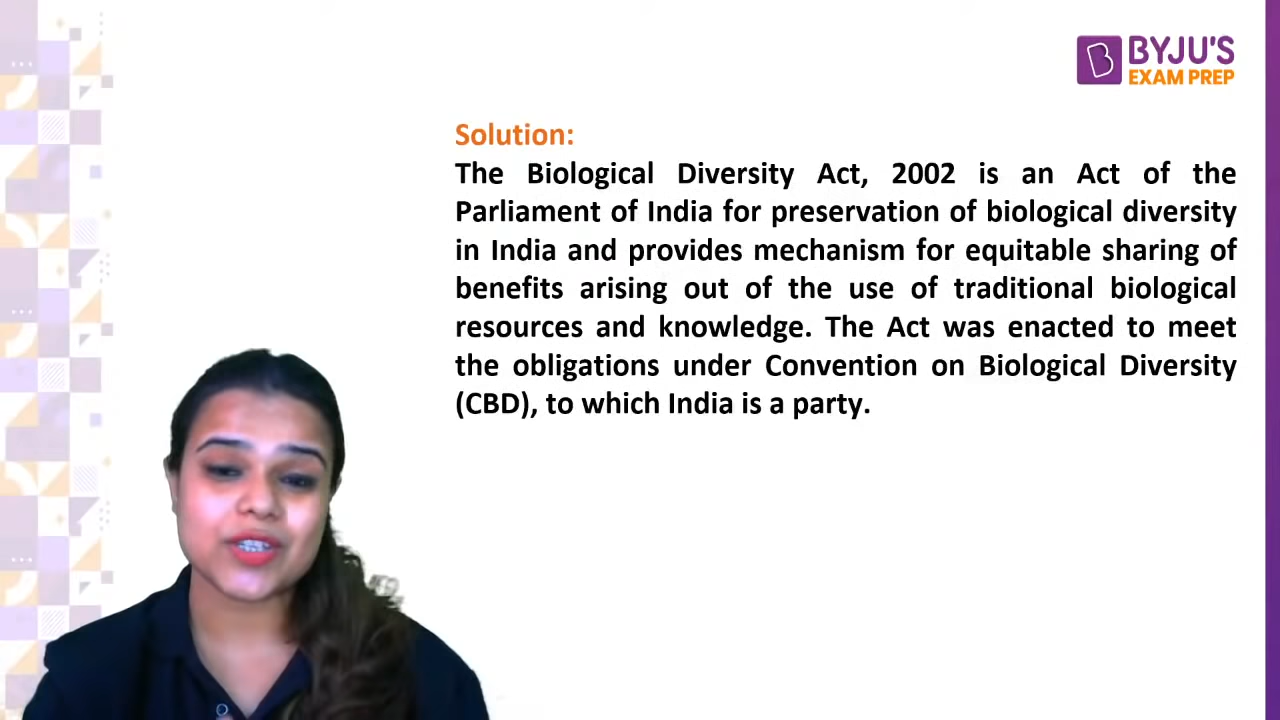 BYJU'S
EXAM PREP
Solution:
The Biological Diversity Act, 2002 is an Act of the
Parliament of India for preservation of biological diversity
in India and provides mechanism for equitable sharing of
benefits arising out of the use of traditional biological
resources and knowledge. The Act was enacted to meet
the obligations under Convention on Biological Diversity
(CBD), to which India is a party.